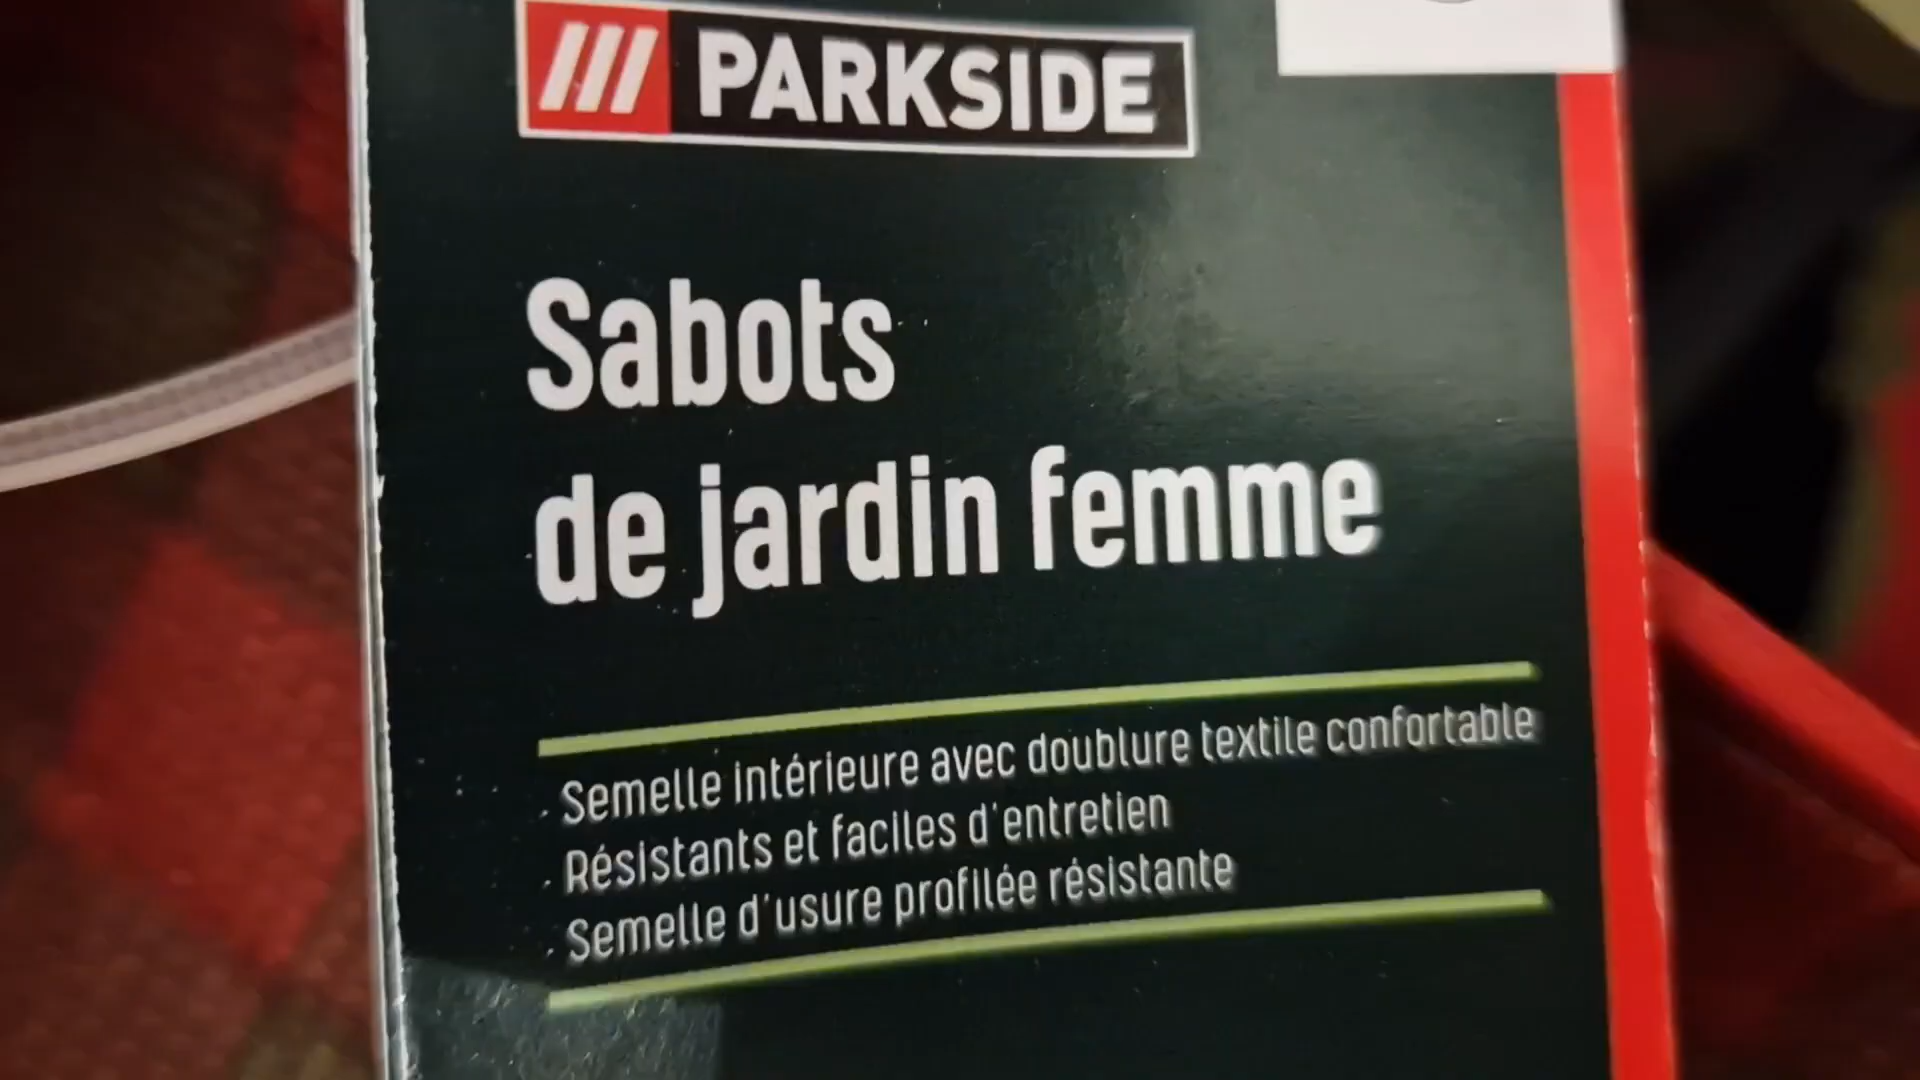 PARKSIDE
Sabots
de jardin femme
. Semelle intérieure avec doublure textile confortable
. Résistants et faciles d'entretien
. Semelle d'usure profilée résistante